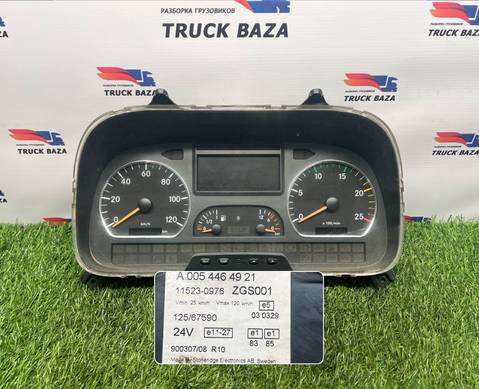 РАЗБОРКА ГРУЗОВИКОВ
TRUCK BAZA
РАЗБОРКА ГРУЗОВИКОВ
TRUCK BAZA
TRUCK BAZA
TRUCK BAZA
TRUCK
TRUCK BAZA
0 20 40 60 80 100 120
km/h
0 5 10 15 20 25
x 100/min
A 005 446 49 21
11523-0976 ZGS001
Vmin. 25. km/h - Vmax 120. km/h e5
125/67590 03 0329
24V e11-27 e1 e1
83 85
900307/08 R10
Made by Stoneridge Electronics AB, Sweden